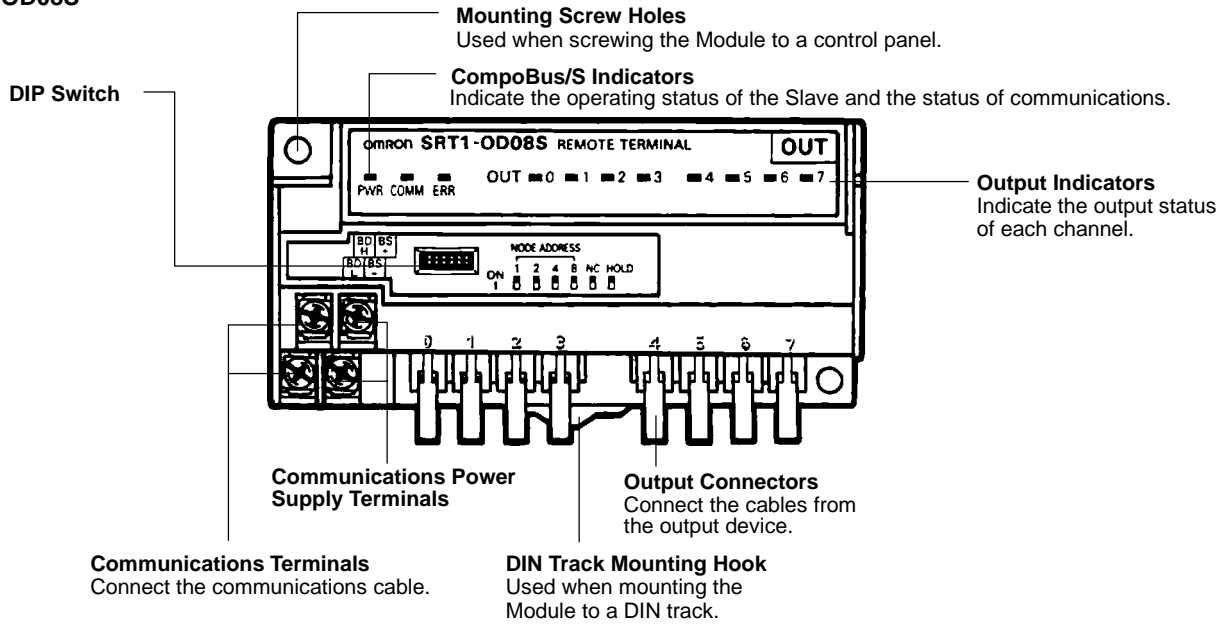 Mounting Screw Holes
Used when screwing the Module to a control panel.
CompoBus/S Indicators
Indicate the operating status of the Slave and the status of communications.
DIP Switch
omron SRT1-OD08S REMOTE TERMINAL
OUT
OUT 0 1 2 3 4 5 6 7
PWR COMM ERR
Output Indicators
Indicate the output status
of each channel.
BD H BS +
BD L BS -
NODE ADDRESS
1 2 4 8 NC HOLD
ON
0 1 2 3 4 5 6 7
Communications Power
Supply Terminals
Output Connectors
Connect the cables from
the output device.
Communications Terminals
Connect the communications cable.
DIN Track Mounting Hook
Used when mounting the
Module to a DIN track.